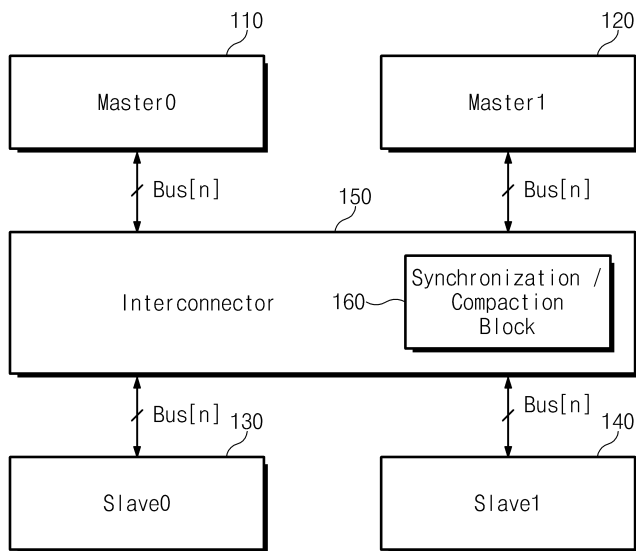 110
120
Master0
Master1
Bus[n]
Bus[n]
150
Interconnector
160
Synchronization /
Compaction
Block
Bus[n]
Bus[n]
130
140
Slave0
Slave1